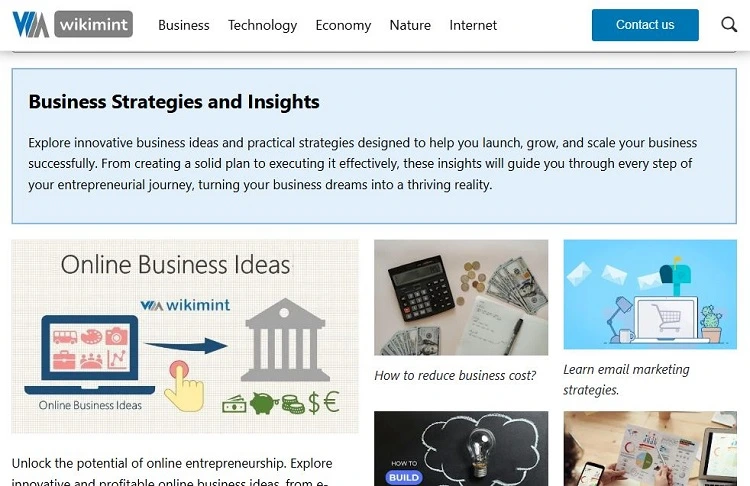 wikimint
Business Technology Economy Nature Internet
Contact us
Business Strategies and Insights
Explore innovative business ideas and practical strategies designed to help you launch, grow, and scale your business
successfully. From creating a solid plan to executing it effectively, these insights will guide you through every step of
your entrepreneurial journey, turning your business dreams into a thriving reality.
Online Business Ideas
wikimint
Online Business Ideas
$€
How to reduce business cost?
Learn email marketing
strategies.
HOW TO
BUILD
Unlock the potential of online entrepreneurship. Explore
innovative and profitable online business ideas, from e-